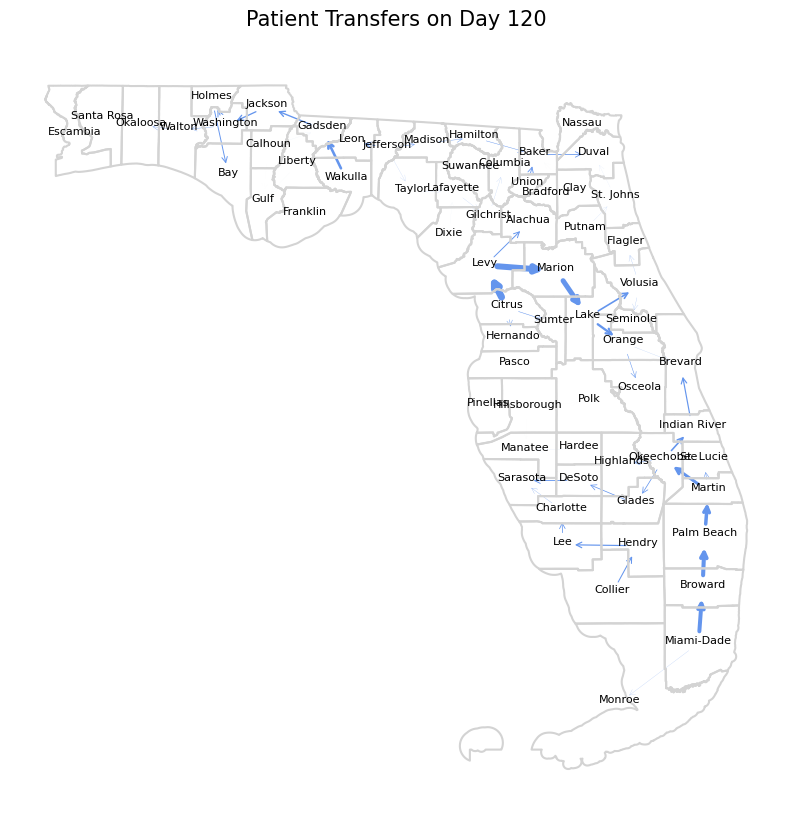 Patient Transfers on Day 120
Holmes
Jackson
Santa Rosa
Okaloosa
Walton
Washington
Gadsden
Escambia
Leon
Jefferson
Madison
Hamilton
Nassau
Calhoun
Liberty
Suwannee
Columbia
Baker
Duval
Bay
Wakulla
Taylor
Lafayette
Union
Bradford
Clay
St. Johns
Gulf
Franklin
Gilchrist
Alachua
Putnam
Dixie
Flagler
Levy
Marion
Volusia
Citrus
Sumter
Lake
Seminole
Hernando
Orange
Pasco
Brevard
Osceola
Pinellas
Hillsborough
Polk
Indian River
Manatee
Hardee
Highlands
Okeechobee
St. Lucie
Sarasota
DeSoto
Martin
Charlotte
Glades
Lee
Hendry
Palm Beach
Collier
Broward
Miami-Dade
Monroe